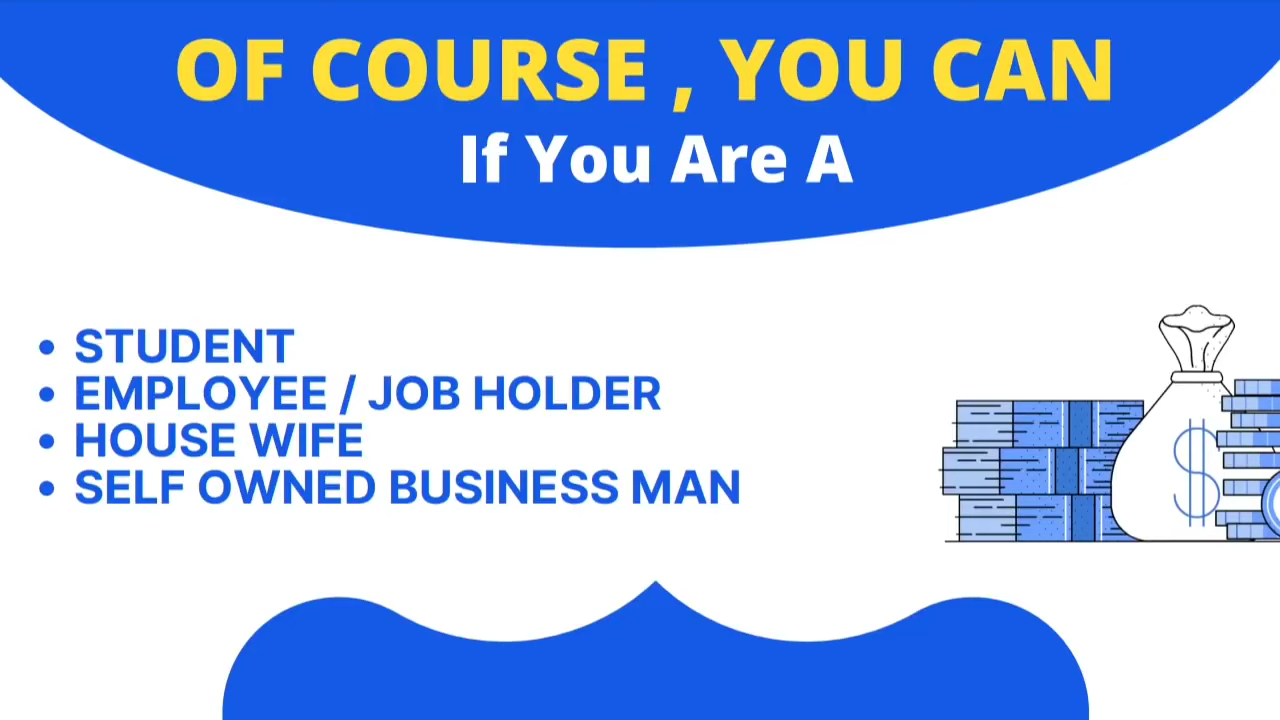 OF COURSE , YOU CAN
If You Are A
• STUDENT
• EMPLOYEE / JOB HOLDER
• HOUSE WIFE
• SELF OWNED BUSINESS MAN
$